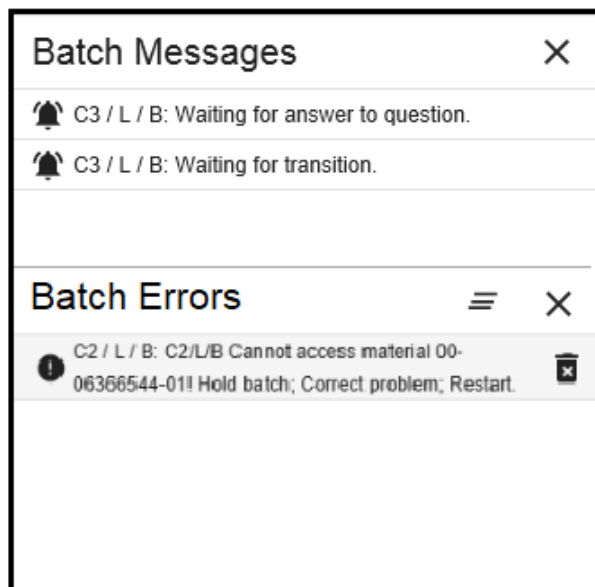 Batch Messages
C3 / L / B: Waiting for answer to question.
C3 / L / B: Waiting for transition.
Batch Errors
C2 / L / B: C2/L/B Cannot access material 00-
06366544-01!! Hold batch; Correct problem; Restart.